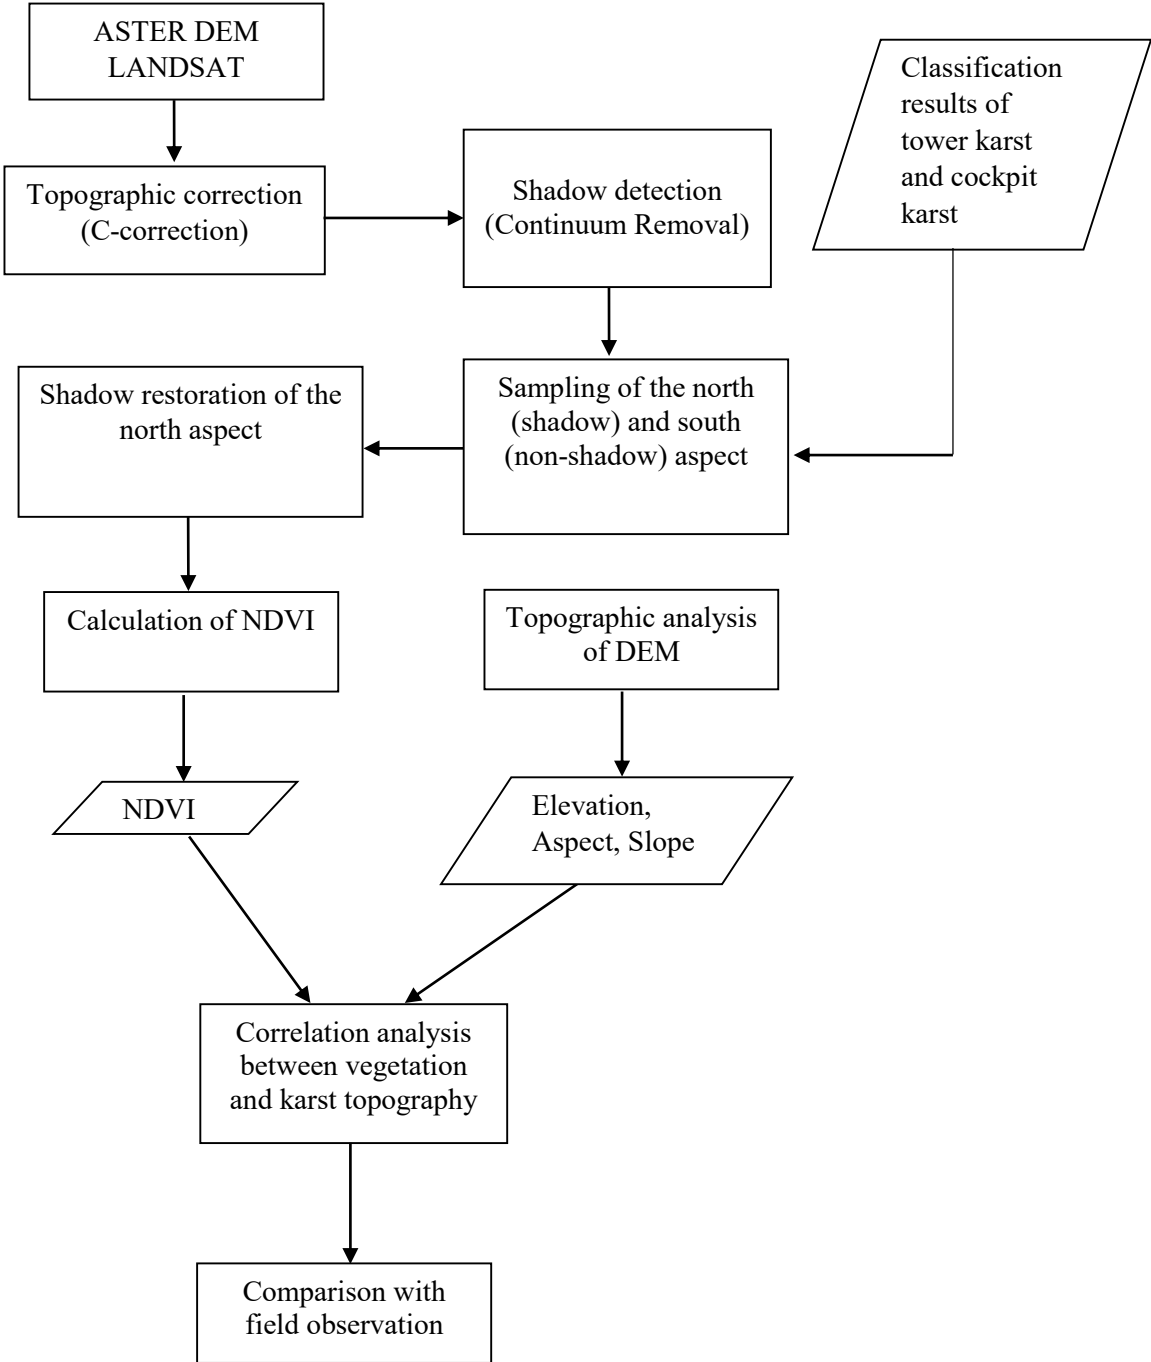 ASTER DEM
LANDSAT
Classification
results of
tower karst
and cockpit
karst
Topographic correction
(C-correction)
Shadow detection
(Continuum Removal)
Sampling of the north
(shadow) and south
(non-shadow) aspect
Shadow restoration of the
north aspect
Calculation of NDVI
Topographic analysis
of DEM
NDVI
Elevation,
Aspect, Slope
Correlation analysis
between vegetation
and karst topography
Comparison with
field observation